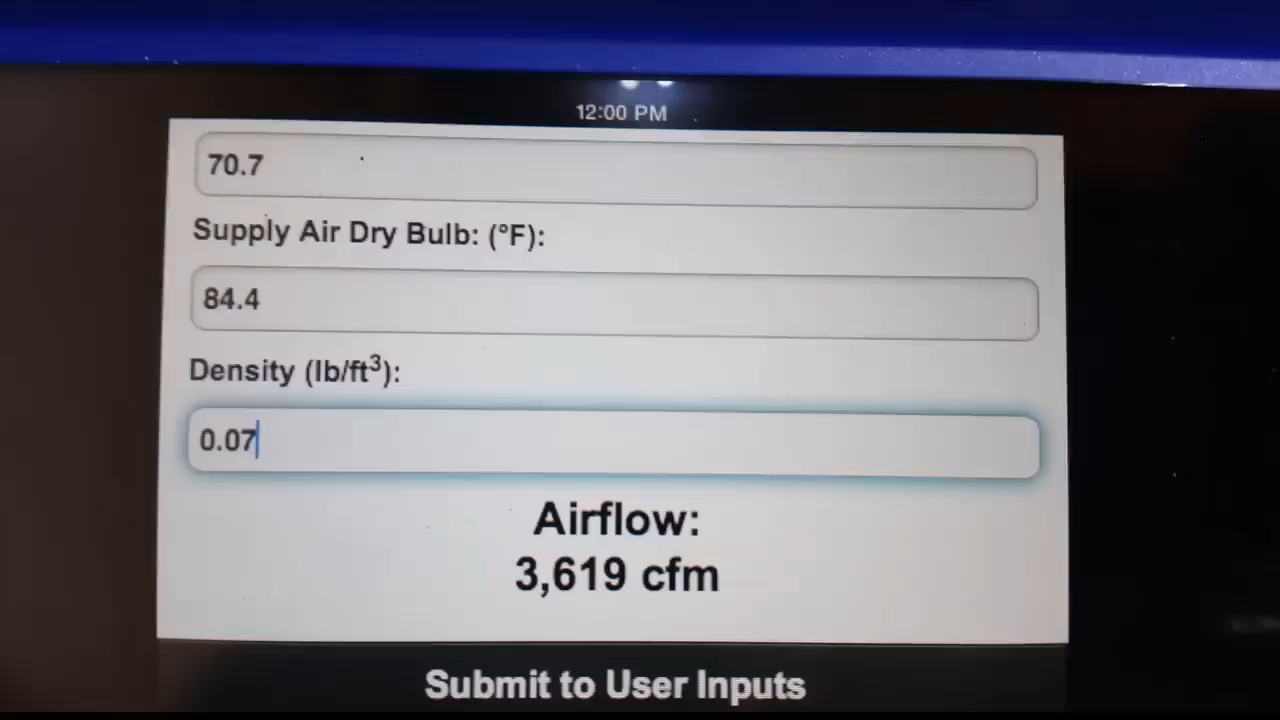 12:00 PM
70.7
Supply Air Dry Bulb: (°F):
84.4
Density (lb/ft³):
0.07
Airflow:
3,619 cfm
Submit to User Inputs